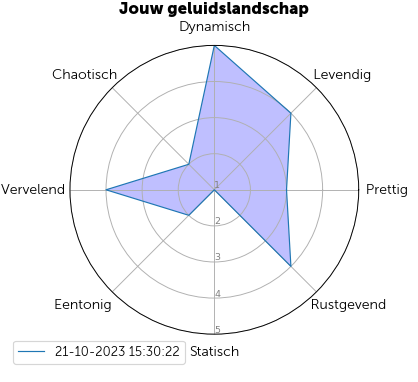 Jouw geluidslandschap
Dynamisch
Chaotisch
Levendig
Vervelend
1
Prettig
2
3
4
Eentonig
Rustgevend
5
21-10-2023 15:30:22
Statisch